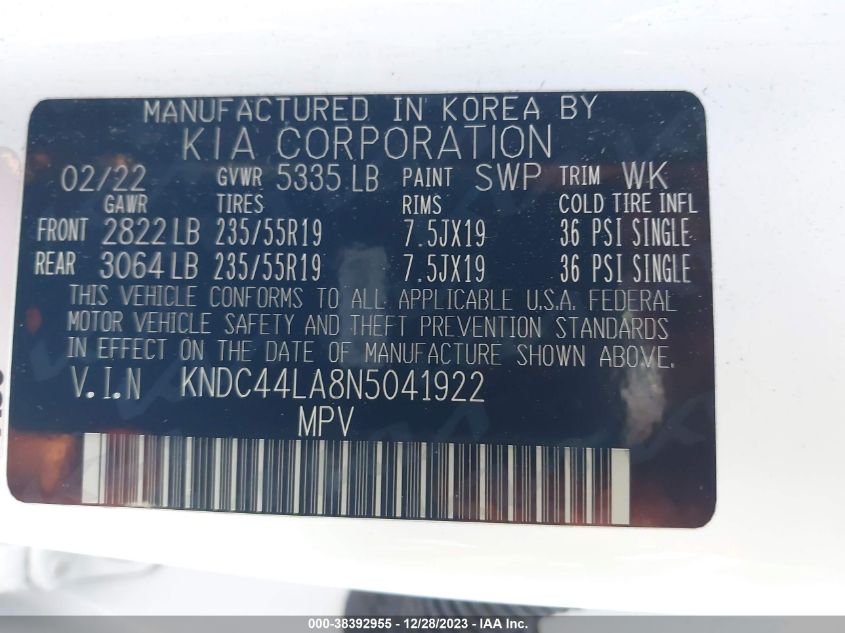 MANUFACTURED IN KOREA BY
KIA CORPORATION
02/22 GVWR 5335 LB PAINT SWP TRIM WK
GAWR TIRES RIMS COLD TIRE INFL
FRONT 2822 LB 235/55R19 7.5JX19 36 PSI SINGLE
REAR 3064 LB 235/55R19 7.5JX19 36 PSI SINGLE
THIS VEHICLE CONFORMS TO ALL APPLICABLE U.S.A. FEDERAL
MOTOR VEHICLE SAFETY AND THEFT PREVENTION STANDARDS
IN EFFECT ON THE DATE OF MANUFACTURE SHOWN ABOVE.
V.I.N KNDC44LA8N5041922
MPV
000-38392955 - 12/28/2023 - IAA Inc.